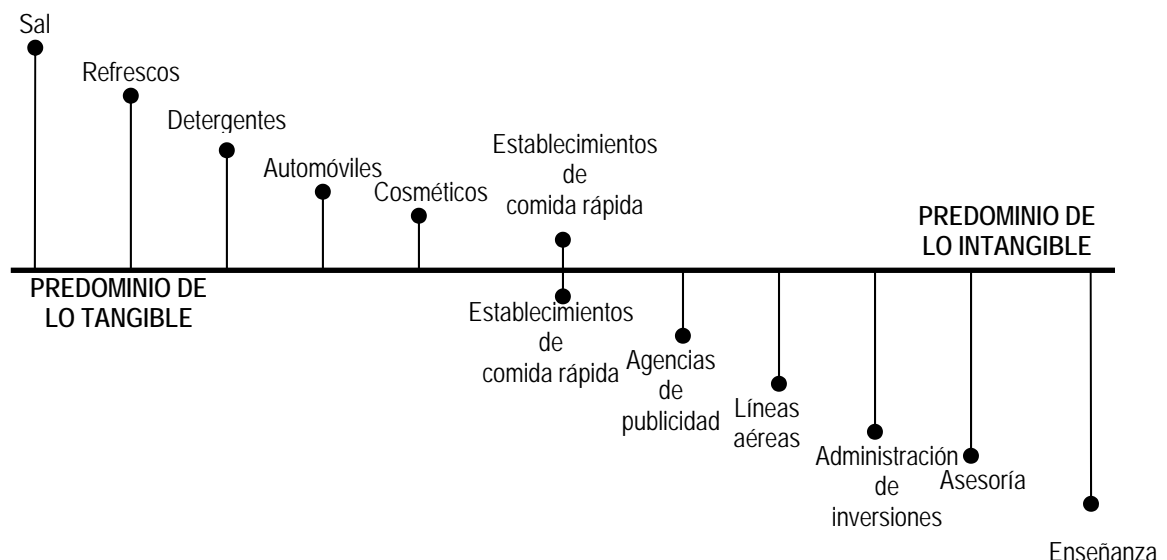 Sal
Refrescos
Detergentes
Automóviles
Cosméticos
Establecimientos
de
comida rápida
PREDOMINIO DE
LO INTANGIBLE
PREDOMINIO DE
LO TANGIBLE
Establecimientos
de
comida rápida
Agencias
de
publicidad
Líneas
aéreas
Administración
de
inversiones
Asesoría
Enseñanza